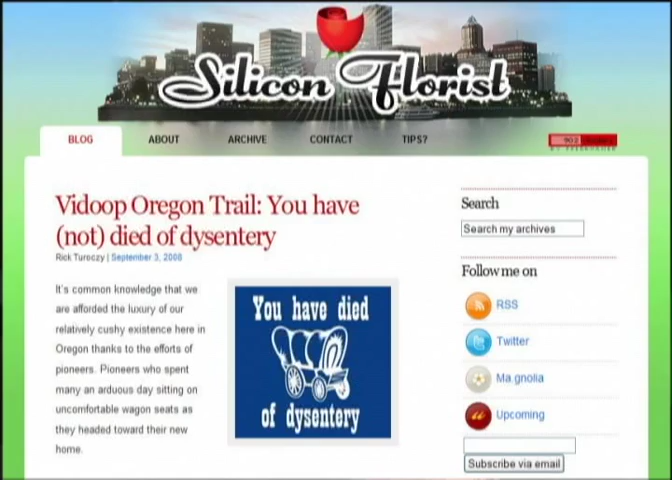 Silicon Florist
BLOG ABOUT ARCHIVE CONTACT TIPS?
Vidoop Oregon Trail: You have
(not) died of dysentery
Rick Turoczy | September 3, 2008
It's common knowledge that we
are afforded the luxury of our
relatively cushy existence here in
Oregon thanks to the efforts of
pioneers. Pioneers who spent
many an arduous day sitting on
uncomfortable wagon seats as
they headed toward their new
home.
You have died
of dysentery
Search
Search my archives
Follow me on
RSS
Twitter
Ma.gnolia
Upcoming
Subscribe via email